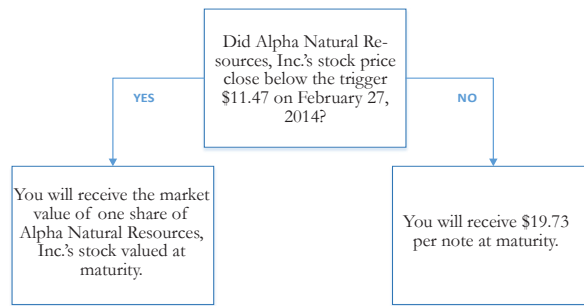 Did Alpha Natural Re-
sources, Inc.'s stock price
close below the trigger
$11.47 on February 27,
2014?
YES
NO
You will receive the market
value of one share of
Alpha Natural Resources,
Inc.'s stock valued at
maturity.
You will receive $19.73
per note at maturity.